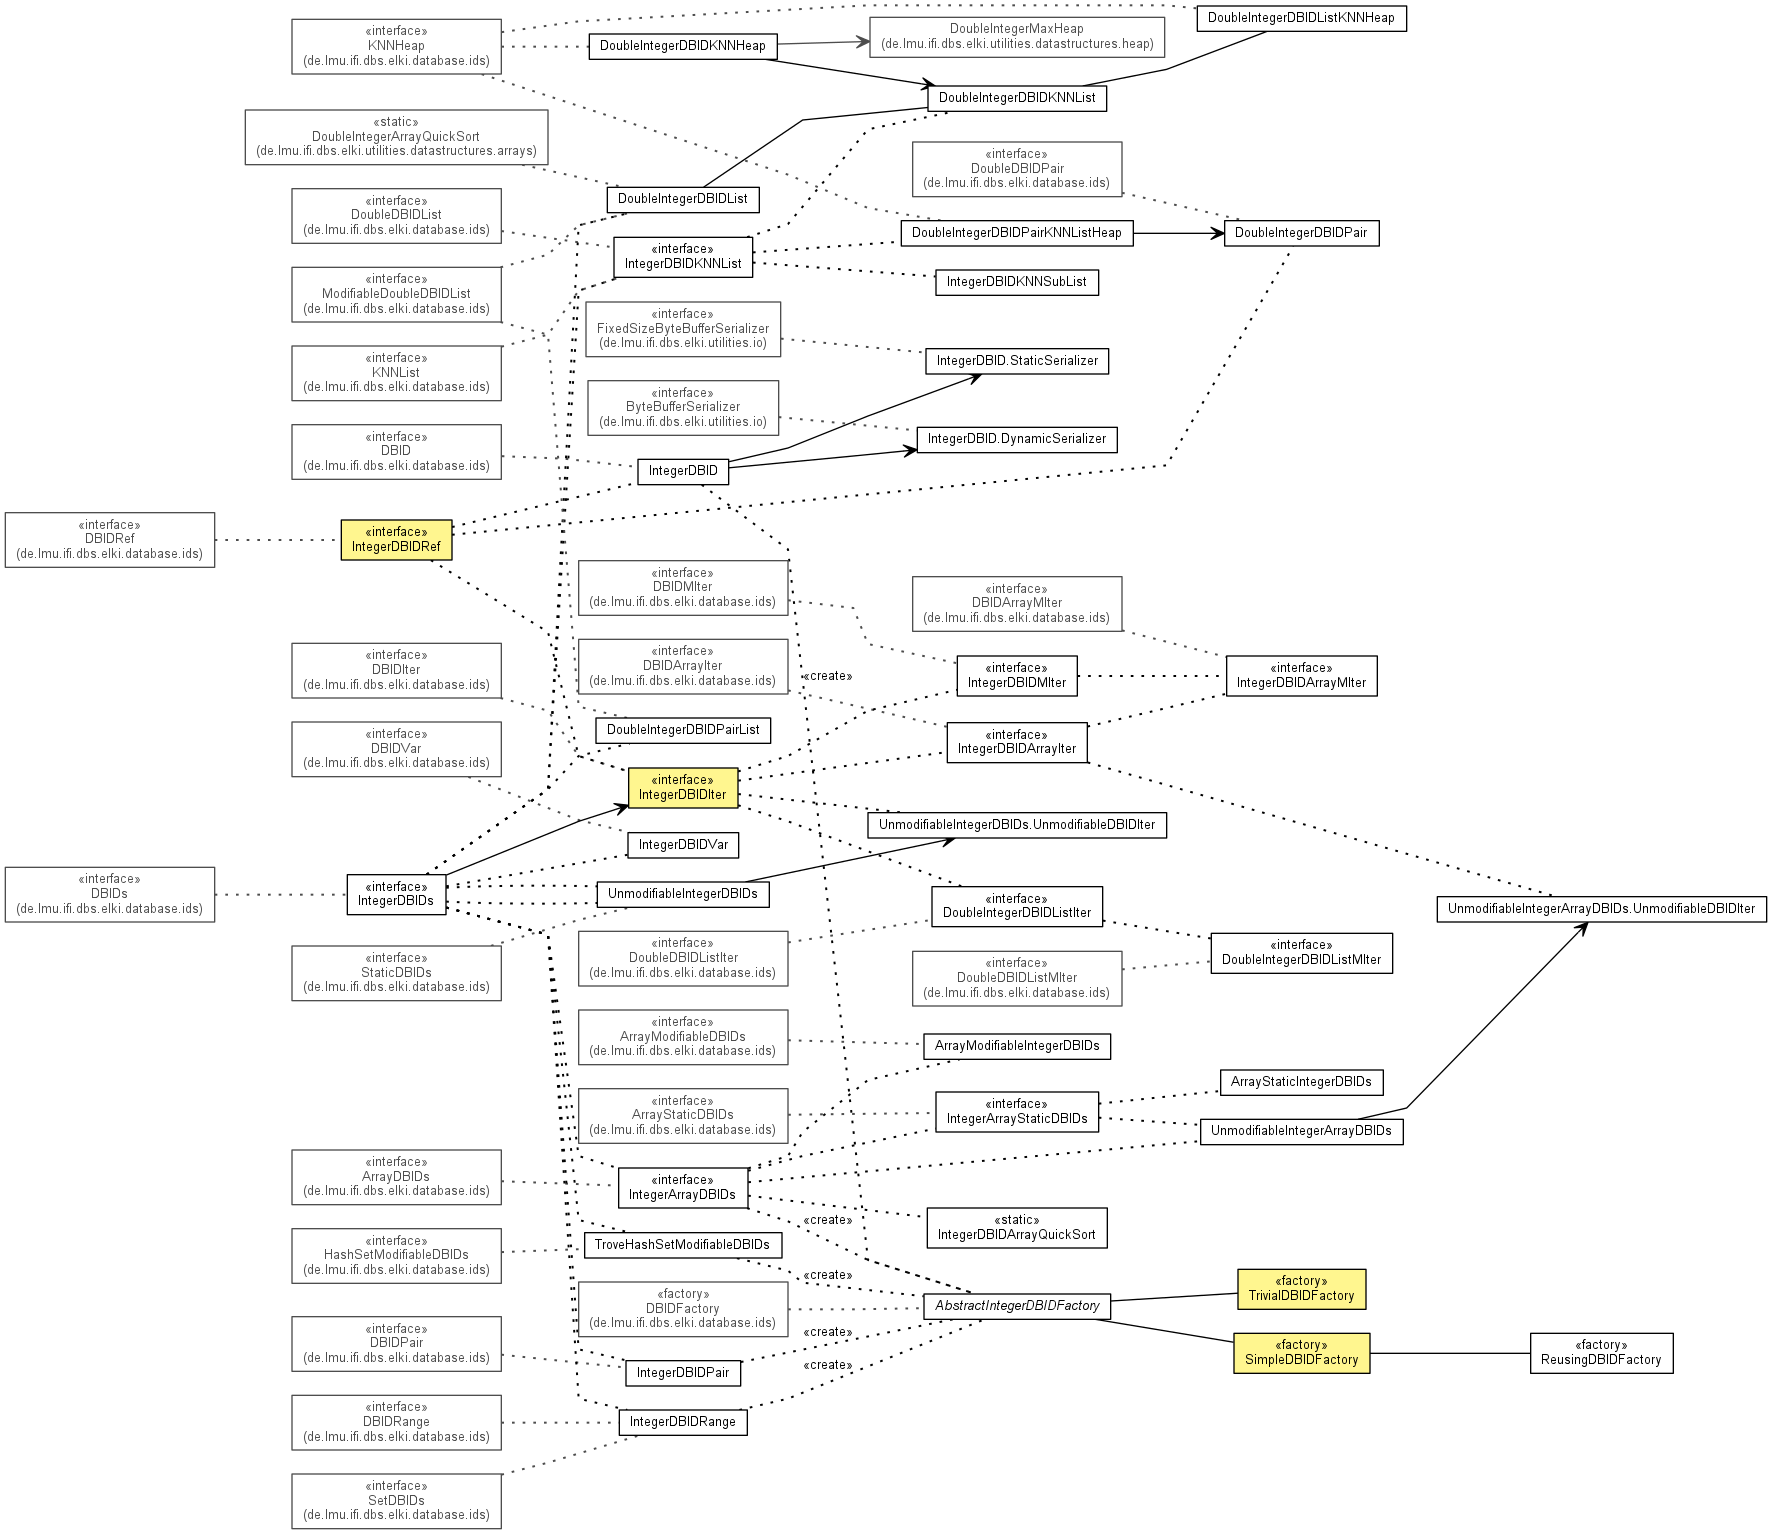 «interface»
KNNHeap
(de.lmu.ifi.dbs.elki.database.ids)
DoubleIntegerDBIDKNNHeap
DoubleIntegerMaxHeap
(de.lmu.ifi.dbs.elki.utilities.datastructures.heap)
DoubleIntegerDBIDListKNNHeap
DoubleIntegerDBIDKNNList
«static»
DoubleIntegerArrayQuickSort
(de.lmu.ifi.dbs.elki.utilities.datastructures.arrays)
«interface»
DoubleDBIDPair
(de.lmu.ifi.dbs.elki.database.ids)
DoubleIntegerDBIDList
«interface»
DoubleDBIDList
(de.lmu.ifi.dbs.elki.database.ids)
«interface»
IntegerDBIDKNNList
DoubleIntegerDBIDPairKNNListHeap
DoubleIntegerDBIDPair
«interface»
ModifiableDoubleDBIDList
(de.lmu.ifi.dbs.elki.database.ids)
IntegerDBIDKNNSubList
«interface»
FixedSizeByteBufferSerializer
(de.lmu.ifi.dbs.elki.utilities.io)
«interface»
KNNList
(de.lmu.ifi.dbs.elki.database.ids)
IntegerDBID.StaticSerializer
«interface»
ByteBufferSerializer
(de.lmu.ifi.dbs.elki.utilities.io)
«interface»
DBID
(de.lmu.ifi.dbs.elki.database.ids)
IntegerDBID.DynamicSerializer
IntegerDBID
«interface»
DBIDRef
(de.lmu.ifi.dbs.elki.database.ids)
«interface»
IntegerDBIDRef
«interface»
DBIDMIter
(de.lmu.ifi.dbs.elki.database.ids)
«interface»
DBIDArrayMIter
(de.lmu.ifi.dbs.elki.database.ids)
«interface»
DBIDIter
(de.lmu.ifi.dbs.elki.database.ids)
«interface»
DBIDArrayIter
(de.lmu.ifi.dbs.elki.database.ids)
«create»
«interface»
IntegerDBIDMIter
«interface»
IntegerDBIDArrayMIter
«interface»
DBIDVar
(de.lmu.ifi.dbs.elki.database.ids)
DoubleIntegerDBIDPairList
«interface»
IntegerDBIDArrayIter
«interface»
IntegerDBIDIter
UnmodifiableIntegerDBIDs.UnmodifiableDBIDIter
IntegerDBIDVar
«interface»
DBIDs
(de.lmu.ifi.dbs.elki.database.ids)
«interface»
IntegerDBIDs
UnmodifiableIntegerDBIDs
«interface»
DoubleIntegerDBIDListIter
UnmodifiableIntegerArrayDBIDs.UnmodifiableDBIDIter
«interface»
StaticDBIDs
(de.lmu.ifi.dbs.elki.database.ids)
«interface»
DoubleDBIDListIter
(de.lmu.ifi.dbs.elki.database.ids)
«interface»
DoubleDBIDListMIter
(de.lmu.ifi.dbs.elki.database.ids)
«interface»
DoubleIntegerDBIDListMIter
«interface»
ArrayModifiableDBIDs
(de.lmu.ifi.dbs.elki.database.ids)
ArrayModifiableIntegerDBIDs
«interface»
ArrayStaticDBIDs
(de.lmu.ifi.dbs.elki.database.ids)
«interface»
IntegerArrayStaticDBIDs
ArrayStaticIntegerDBIDs
UnmodifiableIntegerArrayDBIDs
«interface»
ArrayDBIDs
(de.lmu.ifi.dbs.elki.database.ids)
«interface»
IntegerArrayDBIDs
«create»
«static»
IntegerDBIDArrayQuickSort
«interface»
HashSetModifiableDBIDs
(de.lmu.ifi.dbs.elki.database.ids)
TroveHashSetModifiableDBIDs
«create»
«factory»
DBIDFactory
(de.lmu.ifi.dbs.elki.database.ids)
AbstractIntegerDBIDFactory
«factory»
TrivialDBIDFactory
«interface»
DBIDPair
(de.lmu.ifi.dbs.elki.database.ids)
«create»
IntegerDBIDPair
«create»
«factory»
SimpleDBIDFactory
«factory»
ReusingDBIDFactory
«interface»
DBIDRange
(de.lmu.ifi.dbs.elki.database.ids)
IntegerDBIDRange
«interface»
SetDBIDs
(de.lmu.ifi.dbs.elki.database.ids)